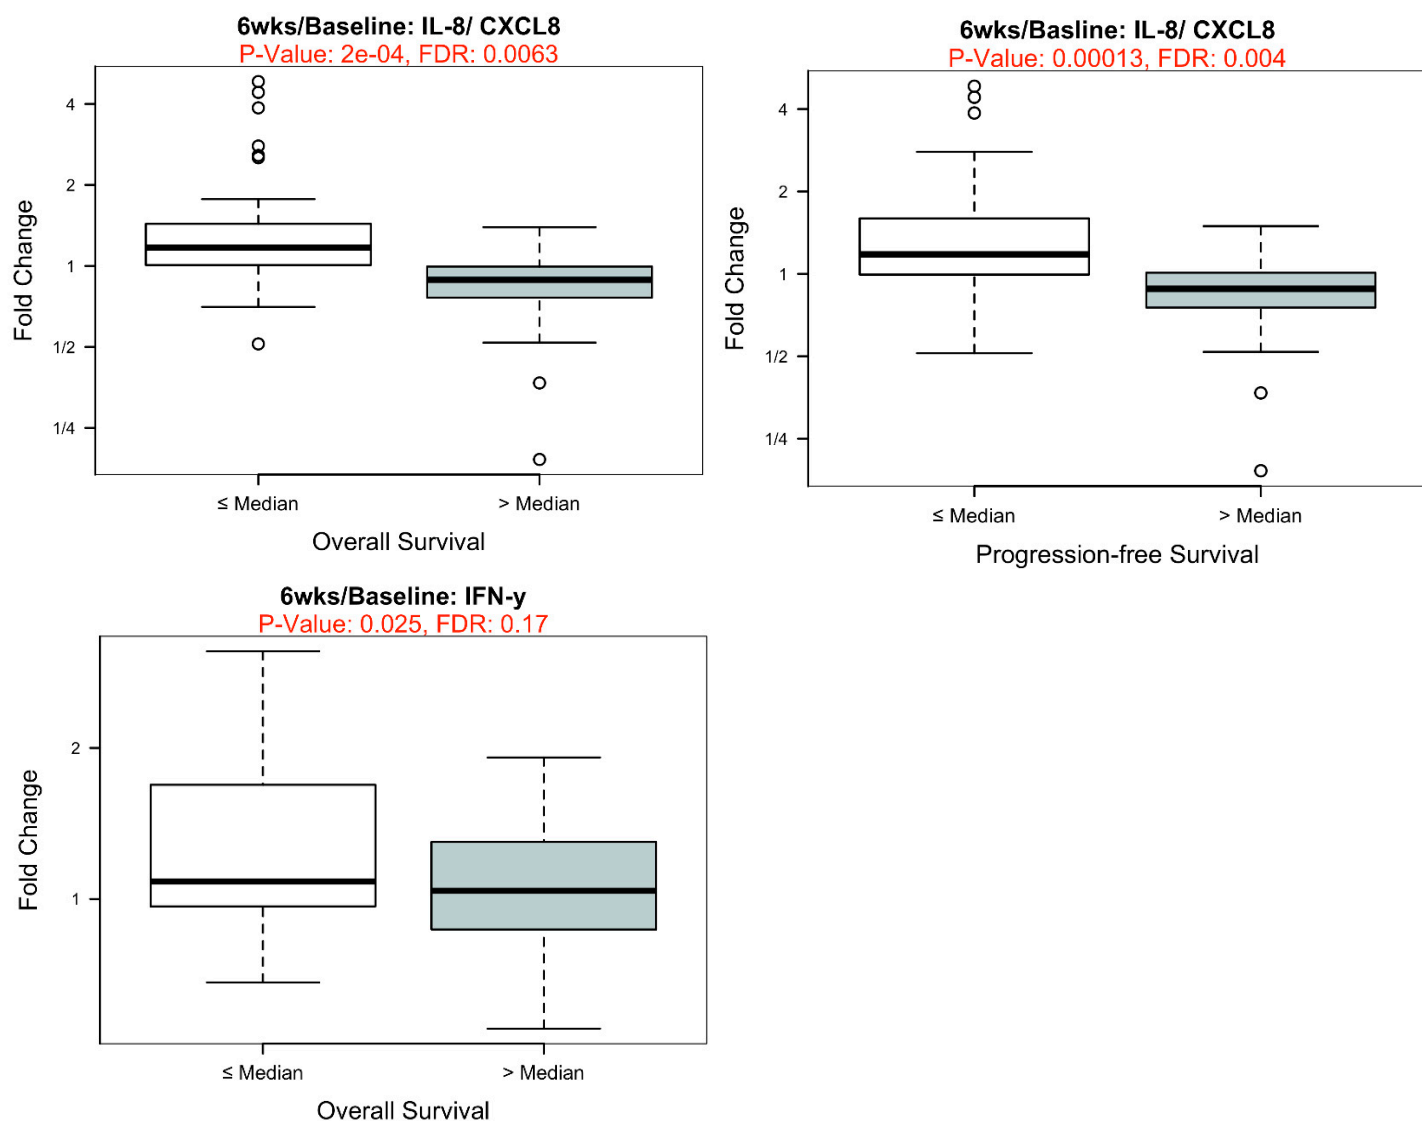 6wks/Baseline: IL-8/ CXCL8
P-Value: 2e-04, FDR: 0.0063
4
2
1
1/2
1/4
Fold Change
≤ Median
> Median
Overall Survival
6wks/Basline: IL-8/ CXCL8
P-Value: 0.00013, FDR: 0.004
4
2
1
1/2
1/4
Fold Change
≤ Median
> Median
Progression-free Survival
6wks/Baseline: IFN-y
P-Value: 0.025, FDR: 0.17
2
1
Fold Change
≤ Median
> Median
Overall Survival